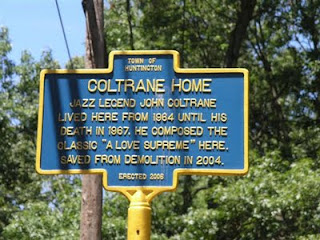 TOWN OF
HUNTINGTON
COLTRANE HOME
JAZZ LEGEND JOHN COLTRANE
LIVED HERE FROM 1964 UNTIL HIS
DEATH IN 1967. HE COMPOSED THE
CLASSIC "A LOVE SUPREME" HERE.
SAVED FROM DEMOLITION IN 2004.
ERECTED 2006